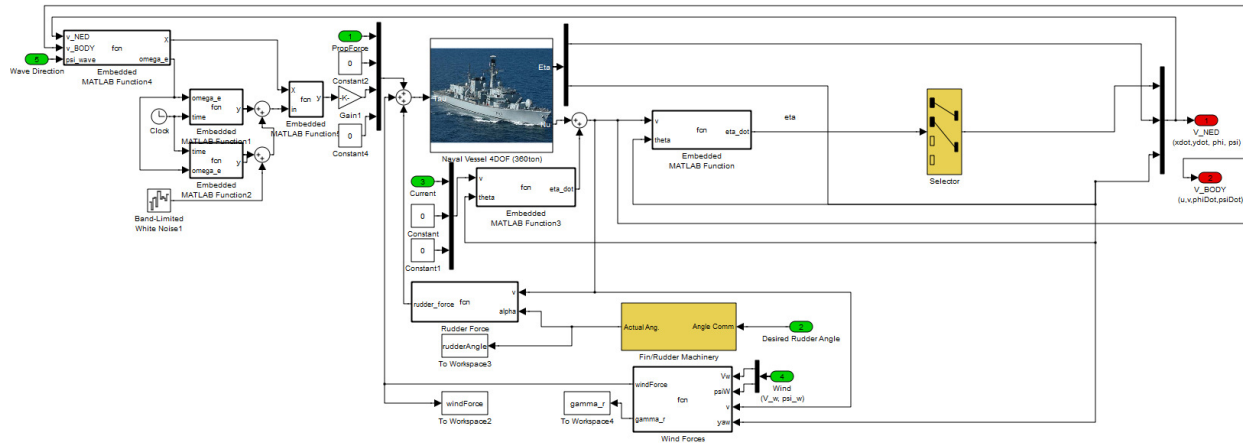 v_NED
v_BODY
psi_wave
fcn
X
omega_e
5
Wave Direction
Embedded
MATLAB Function4
omega_e
time
fcn
y
Clock
Embedded
MATLAB Function1
time
omega_e
fcn
y
Embedded
MATLAB Function2
Band-Limited
White Noise1
X
in
fcn
y
Embedded
MATLAB Function5
-K-
Gain1
1
PropForce
0
Constant2
0
Constant4
Tau
Eta
Nu
Naval Vessel 4DOF (360ton)
3
Current
0
Constant
0
Constant1
v
theta
fcn
eta_dot
Embedded
MATLAB Function3
v
theta
fcn
eta_dot
Embedded
MATLAB Function
eta
Selector
1
V_NED
(xdot,ydot, phi, psi)
2
V_BODY
(u,v,phiDot,psiDot)
rudder_force
fcn
v
alpha
Rudder Force
rudderAngle
To Workspace3
Actual Ang.
Angle Comm
Fin/Rudder Machinery
2
Desired Rudder Angle
windForce
To Workspace2
gamma_r
To Workspace4
windForce
gamma_r
fcn
Vw
psiW
v
yaw
Wind Forces
4
Wind
(V_w, psi_w)